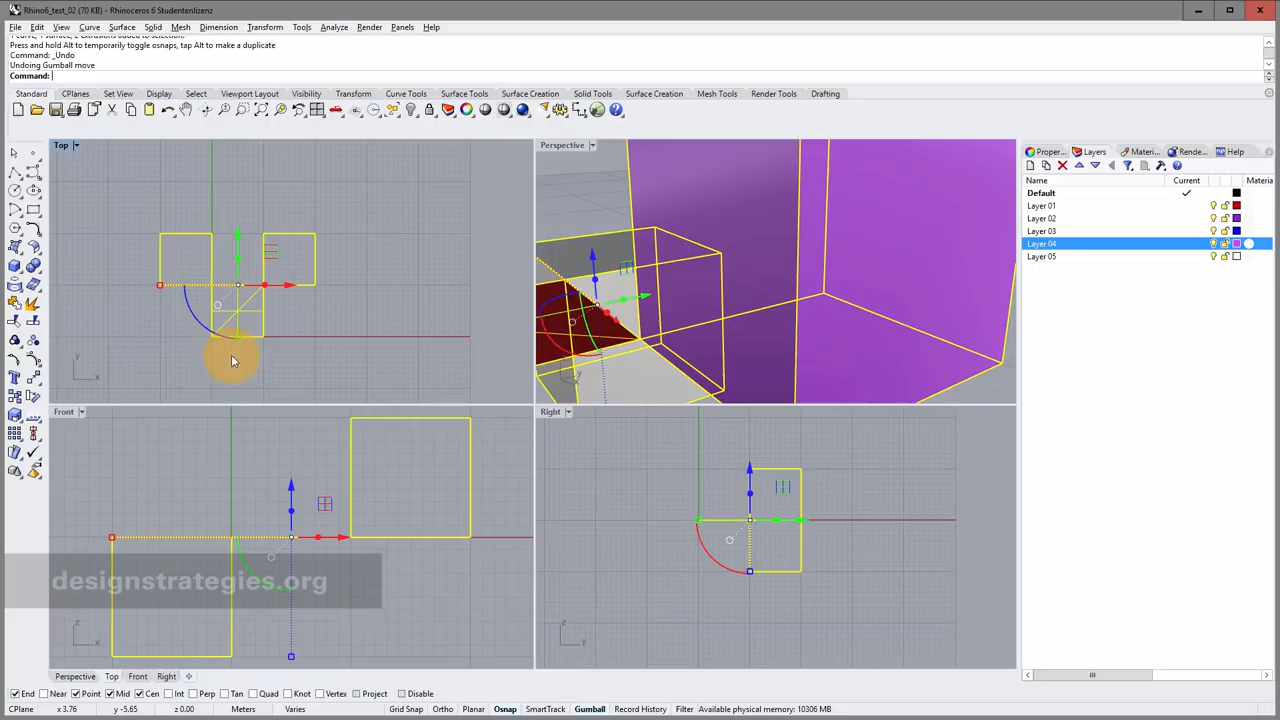 Rhino6_test_02 (70 KB) - Rhinoceros 6 Studentenlizenz
File Edit View Curve Surface Solid Mesh Dimension Transform Tools Analyze Render Panels Help
Press and hold Alt to temporarily toggle osnaps, tap Alt to make a duplicate
Command: _Undo
Undoing Gumball move
Command:
Standard CPlanes Set View Display Select Viewport Layout Visibility Transform Curve Tools Surface Tools Surface Creation Solid Tools Surface Creation Mesh Tools Render Tools Drafting
Top
Perspective
Proper... Layers Materi... Rende... Help
Name Current Materia
Default
Layer 01
Layer 02
Layer 03
Layer 04
Layer 05
y
x
y
x
Front
Right
designstrategies.org
z
x
z
y
Perspective Top Front Right
End Near Point Mid Cen Int Perp Tan Quad Knot Vertex Project Disable
CPlane x 3.76 y -5.65 z 0.00 Meters Varies Grid Snap Ortho Planar Osnap SmartTrack Gumball Record History Filter Available physical memory: 10306 MB